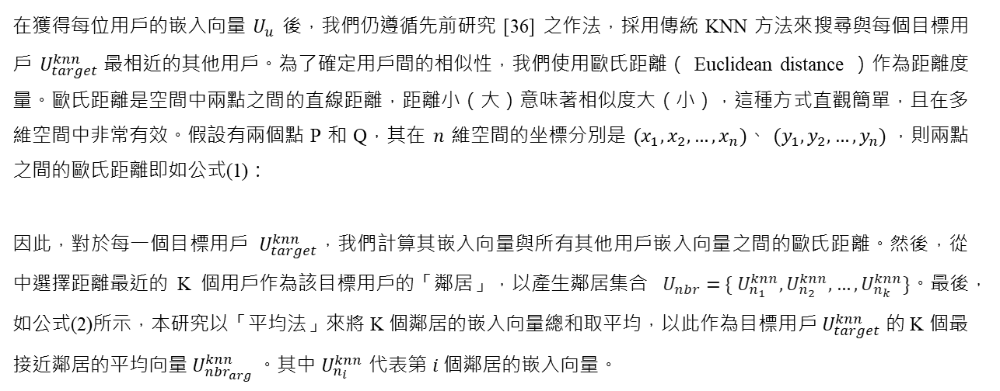 在獲得每位用戶的嵌入向量 U_u 後，我們仍遵循先前研究 [36] 之作法，採用傳統 KNN 方法來搜尋與每個目標用
戶 U_{target}^{knn} 最相近的其他用戶。為了確定用戶間的相似性，我們使用歐氏距離（ Euclidean distance ）作為距離度
量。歐氏距離是空間中兩點之間的直線距離，距離小（大）意味著相似度大（小），這種方式直觀簡單，且在多
維空間中非常有效。假設有兩個點 P 和 Q，其在 n 維空間的坐標分別是 (x_1, x_2, …, x_n)、 (y_1, y_2, …, y_n) ，則兩點
之間的歐氏距離即如公式(1)：
因此，對於每一個目標用戶 U_{target}^{knn}，我們計算其嵌入向量與所有其他用戶嵌入向量之間的歐氏距離。然後，從
中選擇距離最近的 K 個用戶作為該目標用戶的「鄰居」，以產生鄰居集合 U_{nbr} = { U_{n_1}^{knn}, U_{n_2}^{knn}, …, U_{n_k}^{knn}}。最後，
如公式(2)所示，本研究以「平均法」來將 K 個鄰居的嵌入向量總和取平均，以此作為目標用戶 U_{target}^{knn} 的 K 個最
接近鄰居的平均向量 U_{nbr_{arg}}^{knn} 。其中 U_{n_i}^{knn} 代表第 i 個鄰居的嵌入向量。